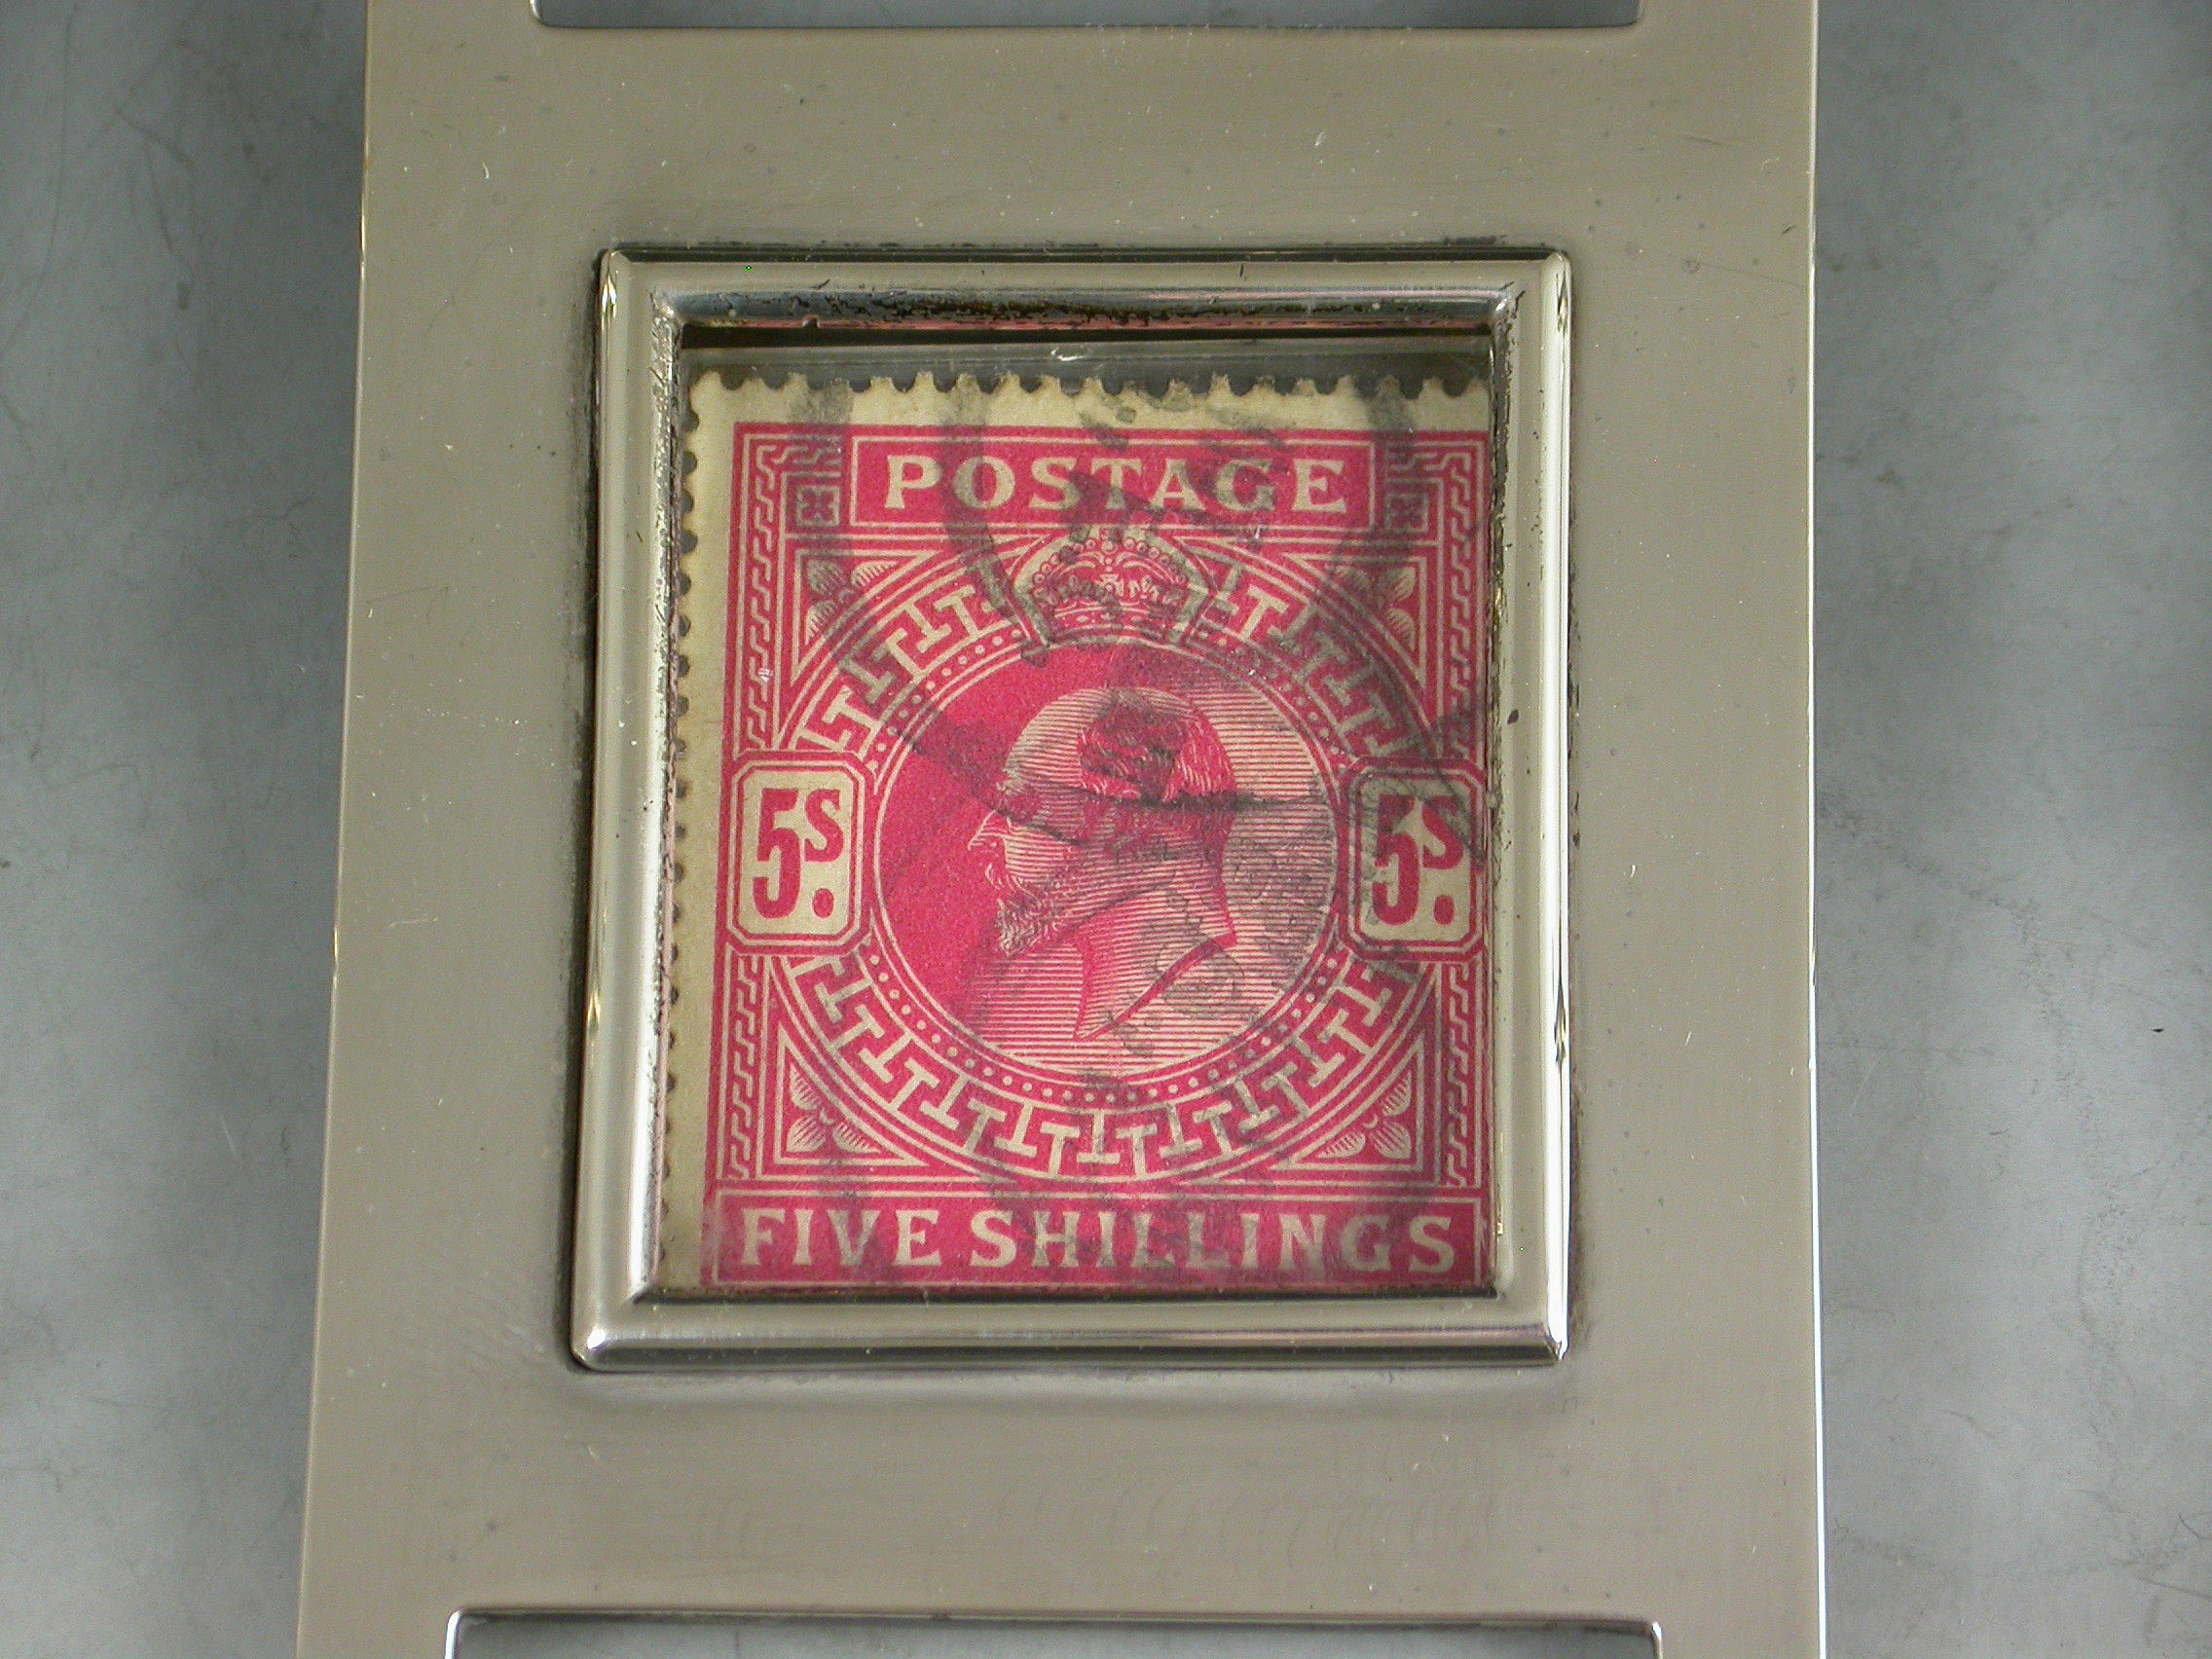 POSTAGE
5s. 5s.
FIVE SHILLINGS